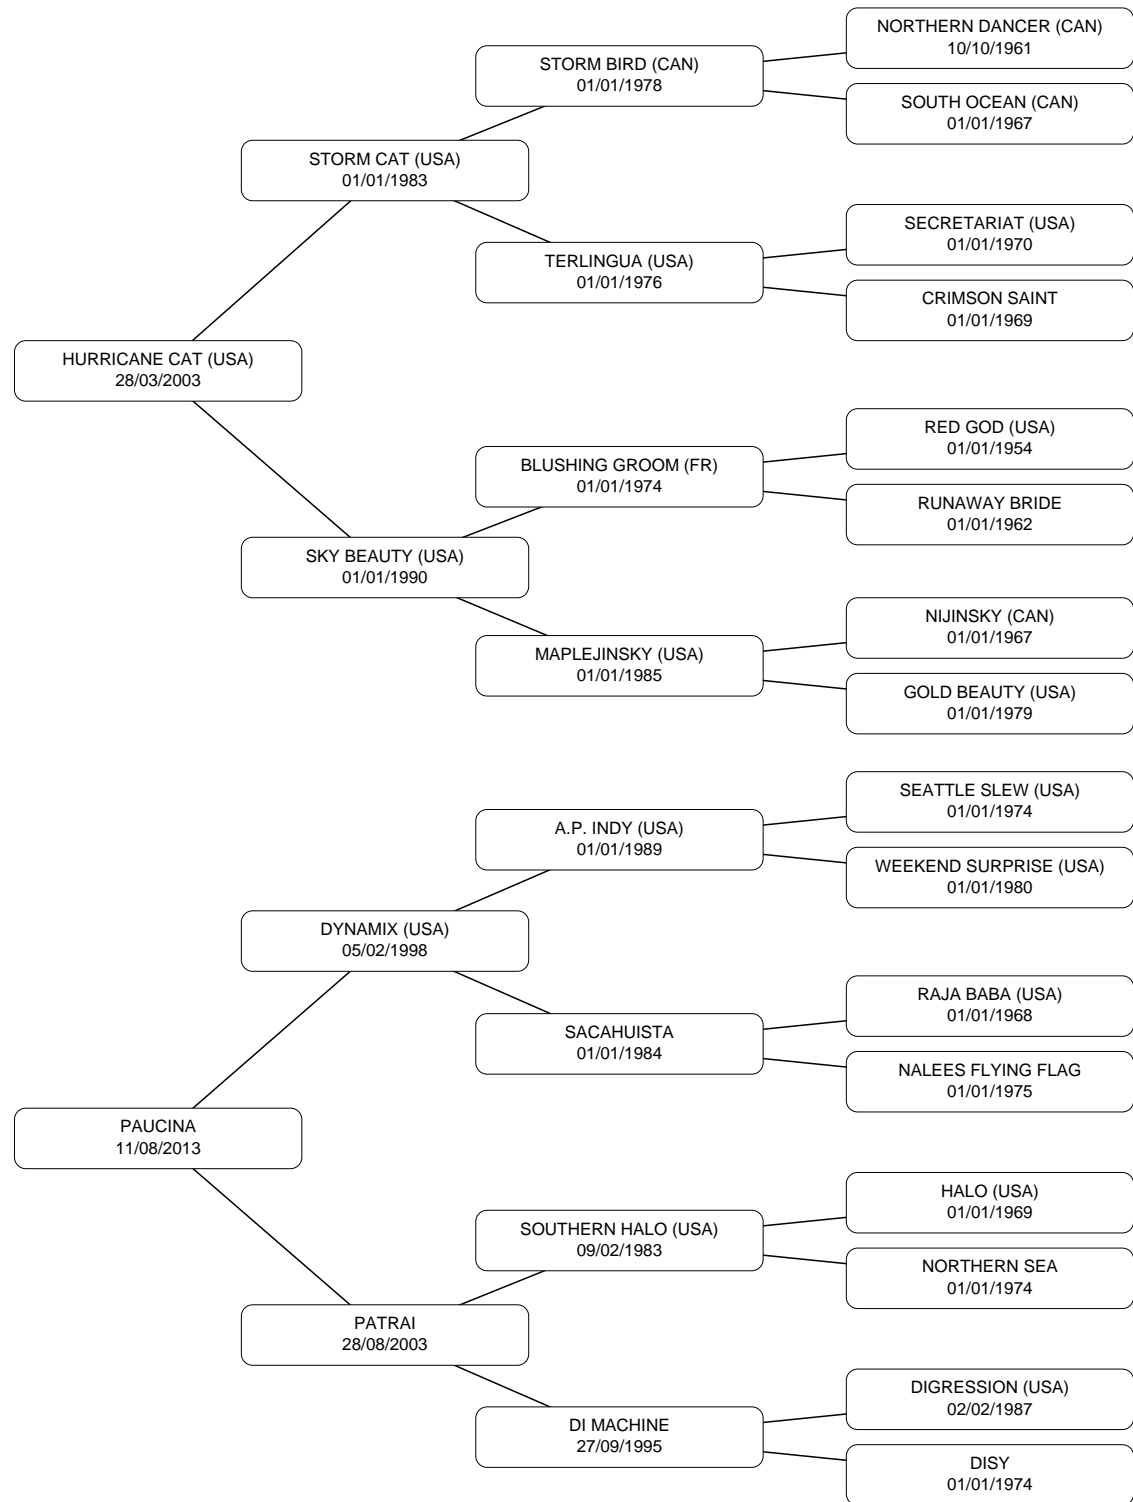 NORTHERN DANCER (CAN)
10/10/1961
STORM BIRD (CAN)
01/01/1978
SOUTH OCEAN (CAN)
01/01/1967
STORM CAT (USA)
01/01/1983
SECRETARIAT (USA)
01/01/1970
TERLINGUA (USA)
01/01/1976
CRIMSON SAINT
01/01/1969
HURRICANE CAT (USA)
28/03/2003
RED GOD (USA)
01/01/1954
BLUSHING GROOM (FR)
01/01/1974
RUNAWAY BRIDE
01/01/1962
SKY BEAUTY (USA)
01/01/1990
NIJINSKY (CAN)
01/01/1967
MAPLEJINSKY (USA)
01/01/1985
GOLD BEAUTY (USA)
01/01/1979
SEATTLE SLEW (USA)
01/01/1974
A.P. INDY (USA)
01/01/1989
WEEKEND SURPRISE (USA)
01/01/1980
DYNAMIX (USA)
05/02/1998
RAJA BABA (USA)
01/01/1968
SACAHUISTA
01/01/1984
NALEES FLYING FLAG
01/01/1975
PAUCINA
11/08/2013
HALO (USA)
01/01/1969
SOUTHERN HALO (USA)
09/02/1983
NORTHERN SEA
01/01/1974
PATRAI
28/08/2003
DIGRESSION (USA)
02/02/1987
DI MACHINE
27/09/1995
DISY
01/01/1974